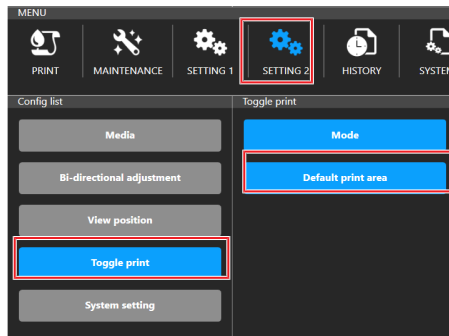 MENU
PRINT MAINTENANCE SETTING 1 SETTING 2 HISTORY SYSTEM
Config list Toggle print
Media Mode
Bi-directional adjustment Default print area
View position
Toggle print
System setting